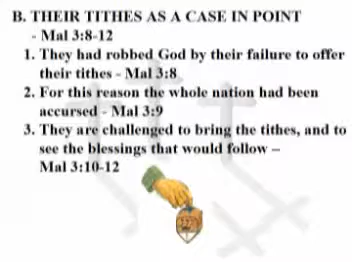 B. THEIR TITHES AS A CASE IN POINT
- Mal 3:8-12
1. They had robbed God by their failure to offer
their tithes - Mal 3:8
2. For this reason the whole nation had been
accursed - Mal 3:9
3. They are challenged to bring the tithes, and to
see the blessings that would follow –
Mal 3:10-12